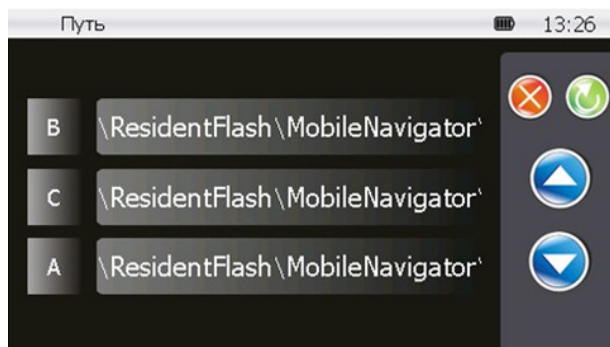 Путь 13:26
B \ResidentFlash\MobileNavigator\
C \ResidentFlash\MobileNavigator\
A \ResidentFlash\MobileNavigator\